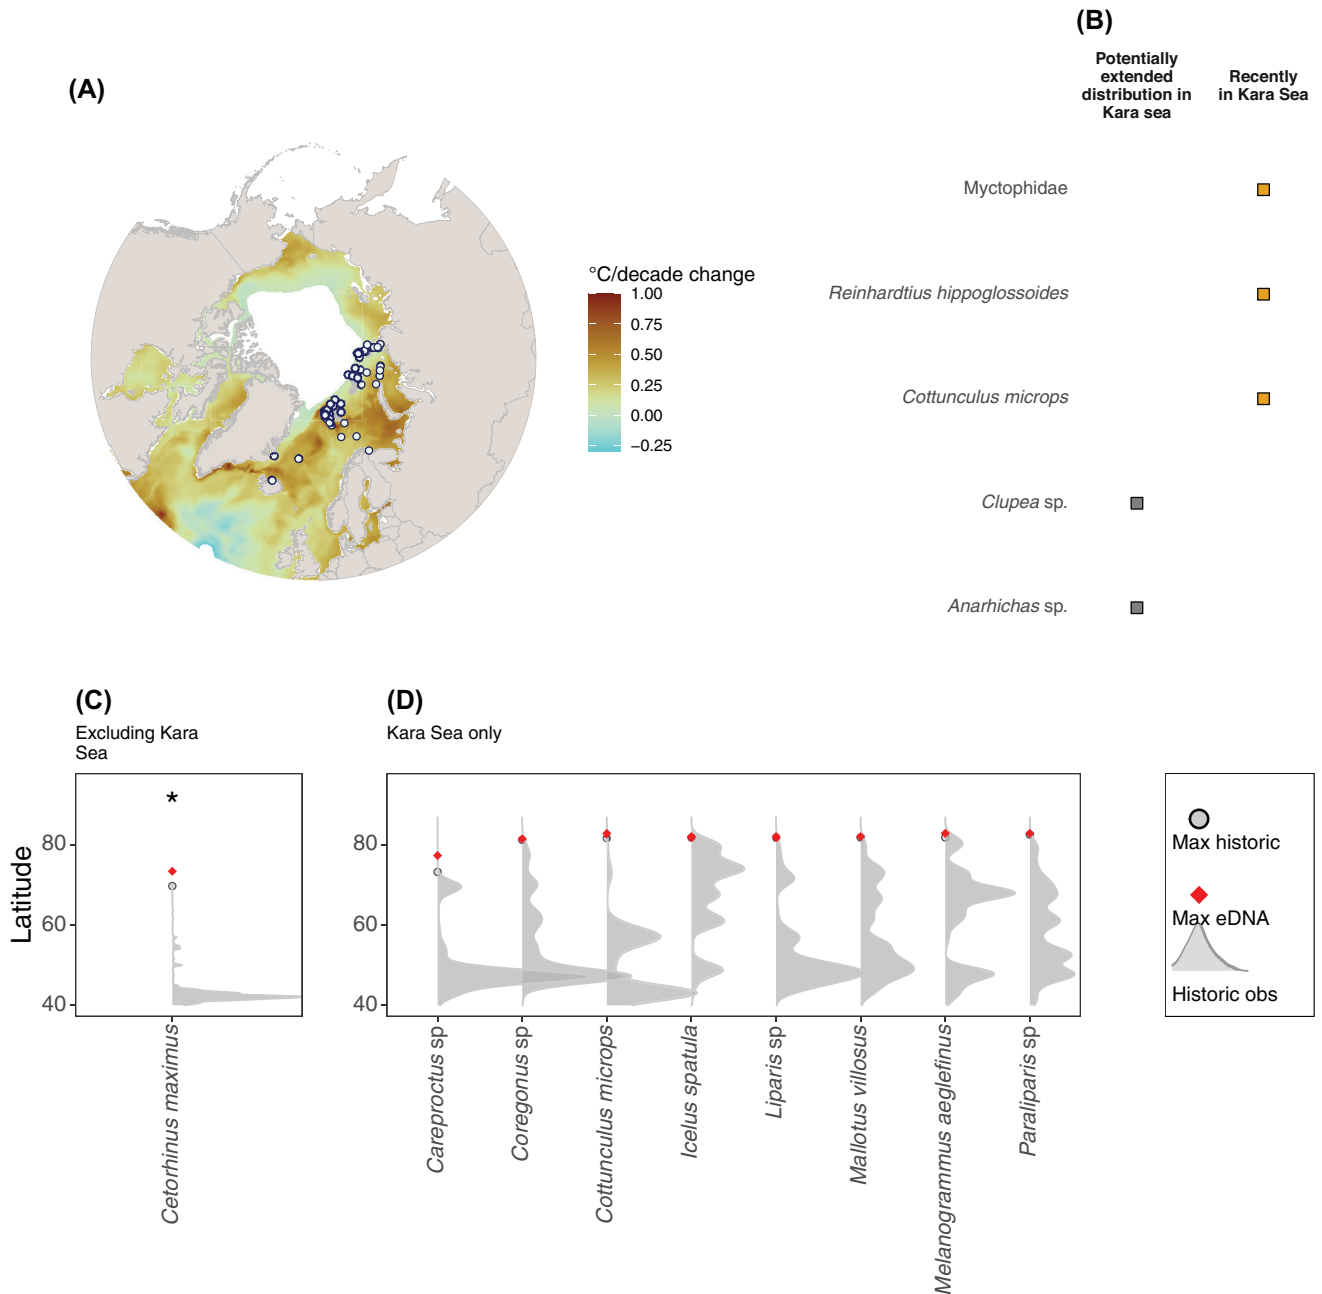 (A)
°C/decade change
1.00
0.75
0.50
0.25
0.00
−0.25
(B)
Potentially
extended
distribution in
Kara sea
Recently
in Kara Sea
Myctophidae
Reinhardtius hippoglossoides
Cottunculus microps
Clupea sp.
Anarhichas sp.
(C)
Excluding Kara
Sea
*
Latitude
80
60
40
Cetorhinus maximus
(D)
Kara Sea only
80
60
40
Careproctus sp
Coregonus sp
Cottunculus microps
Icelus spatula
Liparis sp
Mallotus villosus
Melanogrammus aeglefinus
Paraliparis sp
Max historic
Max eDNA
Historic obs